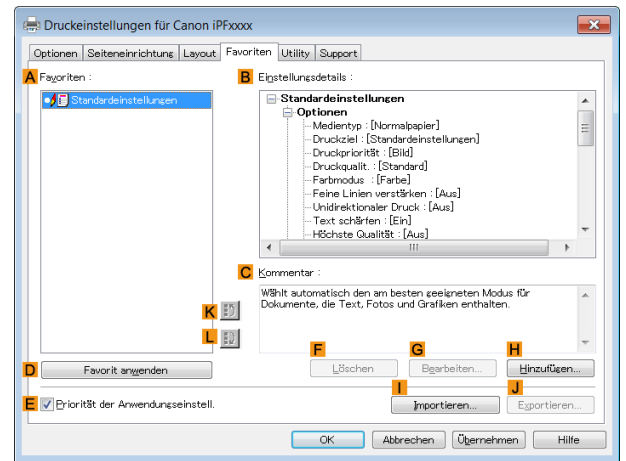 Druckeinstellungen für Canon iPFxxxx
Optionen Seiteneinrichtung Layout Favoriten Utility Support
A Favoriten :
Standardeinstellungen
B Einstellungsdetails :
Standardeinstellungen
Optionen
Medientyp : [Normalpapier]
Druckziel : [Standardeinstellungen]
Druckpriorität : [Bild]
Druckqualit. : [Standard]
Farbmodus : [Farbe]
Feine Linien verstärken : [Aus]
Unidirektionaler Druck : [Aus]
Text schärfen : [Ein]
Höchste Qualität : [Aus]
C Kommentar :
Wählt automatisch den am besten geeigneten Modus für
Dokumente, die Text, Fotos und Grafiken enthalten.
K
L
F G H
D Favorit anwenden Löschen Bearbeiten... Hinzufügen...
I J
E Priorität der Anwendungseinstell. Importieren... Exportieren...
OK Abbrechen Übernehmen Hilfe